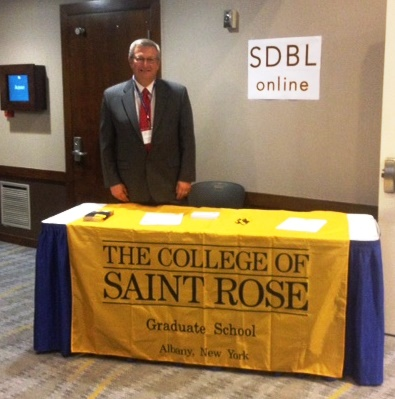 SDBL
online
THE COLLEGE OF
SAINT ROSE
Graduate School
Albany, New York